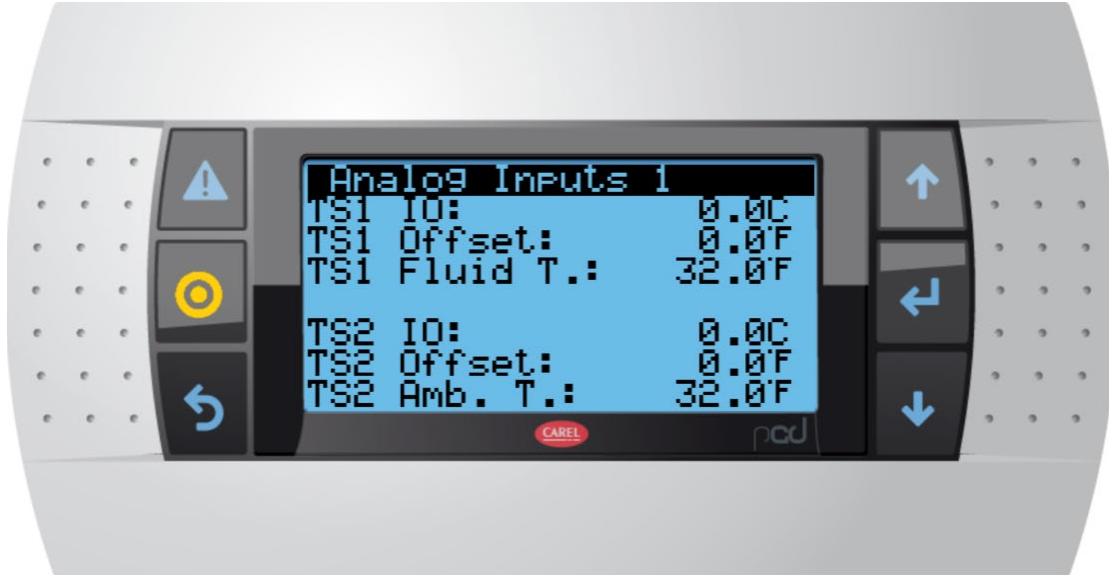 Analog Inputs 1
TS1 IO: 0.0C
TS1 Offset: 0.0°F
TS1 Fluid T.: 32.0°F
TS2 IO: 0.0C
TS2 Offset: 0.0°F
TS2 Amb. T.: 32.0°F
CAREL
pGD